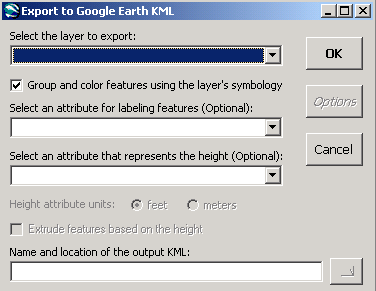 Export to Google Earth KML
Select the layer to export:
OK
Group and color features using the layer's symbology
Select an attribute for labeling features (Optional):
Options
Select an attribute that represents the height (Optional):
Cancel
Height attribute units: feet meters
Extrude features based on the height
Name and location of the output KML: